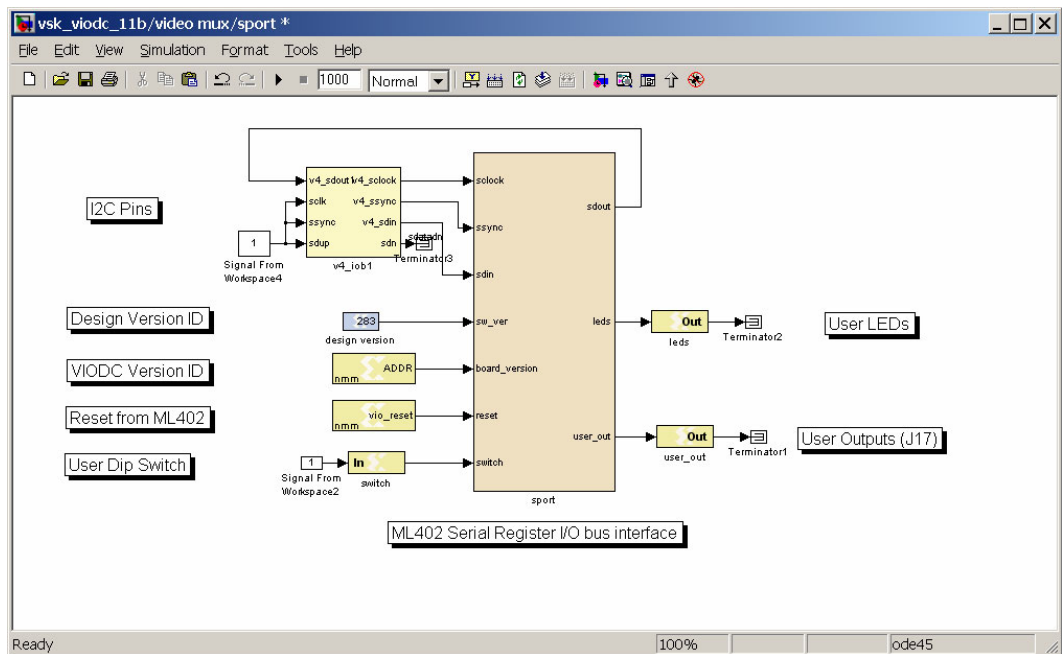 vsk_viodc_11b/video mux/sport *
File Edit View Simulation Format Tools Help
1000 Normal
I2C Pins
v4_sdout1 v4_sclock
sclk v4_ssync
ssync v4_sdin
sdup sdn
v4_iob1
1
Signal From
Workspace4
Terminator3
sclock
ssync
sdin
sw_ver
board_version
reset
switch
sdout
leds
user_out
sport
Design Version ID
283
design version
VIODC Version ID
ADDR
nmm
Reset from ML402
vio_reset
nmm
User Dip Switch
1
Signal From
Workspace2
In
switch
Out
leds
Terminator2
User LEDs
Out
user_out
Terminator1
User Outputs (J17)
ML402 Serial Register I/O bus interface
Ready 100% ode45